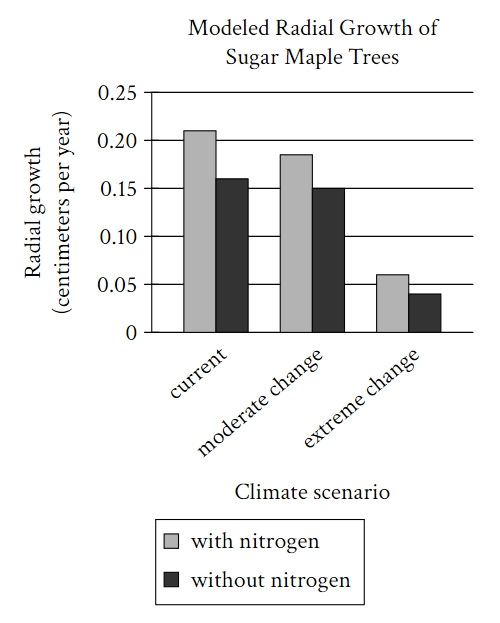 Modeled Radial Growth of
Sugar Maple Trees
Radial growth
(centimeters per year)
0.25
0.20
0.15
0.10
0.05
0
current
moderate change
extreme change
Climate scenario
with nitrogen
without nitrogen